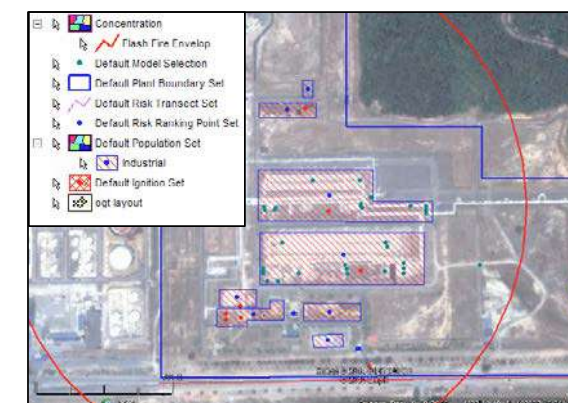 Concentration
Flash Fire Envelop
Default Model Selection
Default Plant Boundary Set
Default Risk Transect Set
Default Risk Ranking Point Set
Default Population Set
Industrial
Default Ignition Set
ogt layout